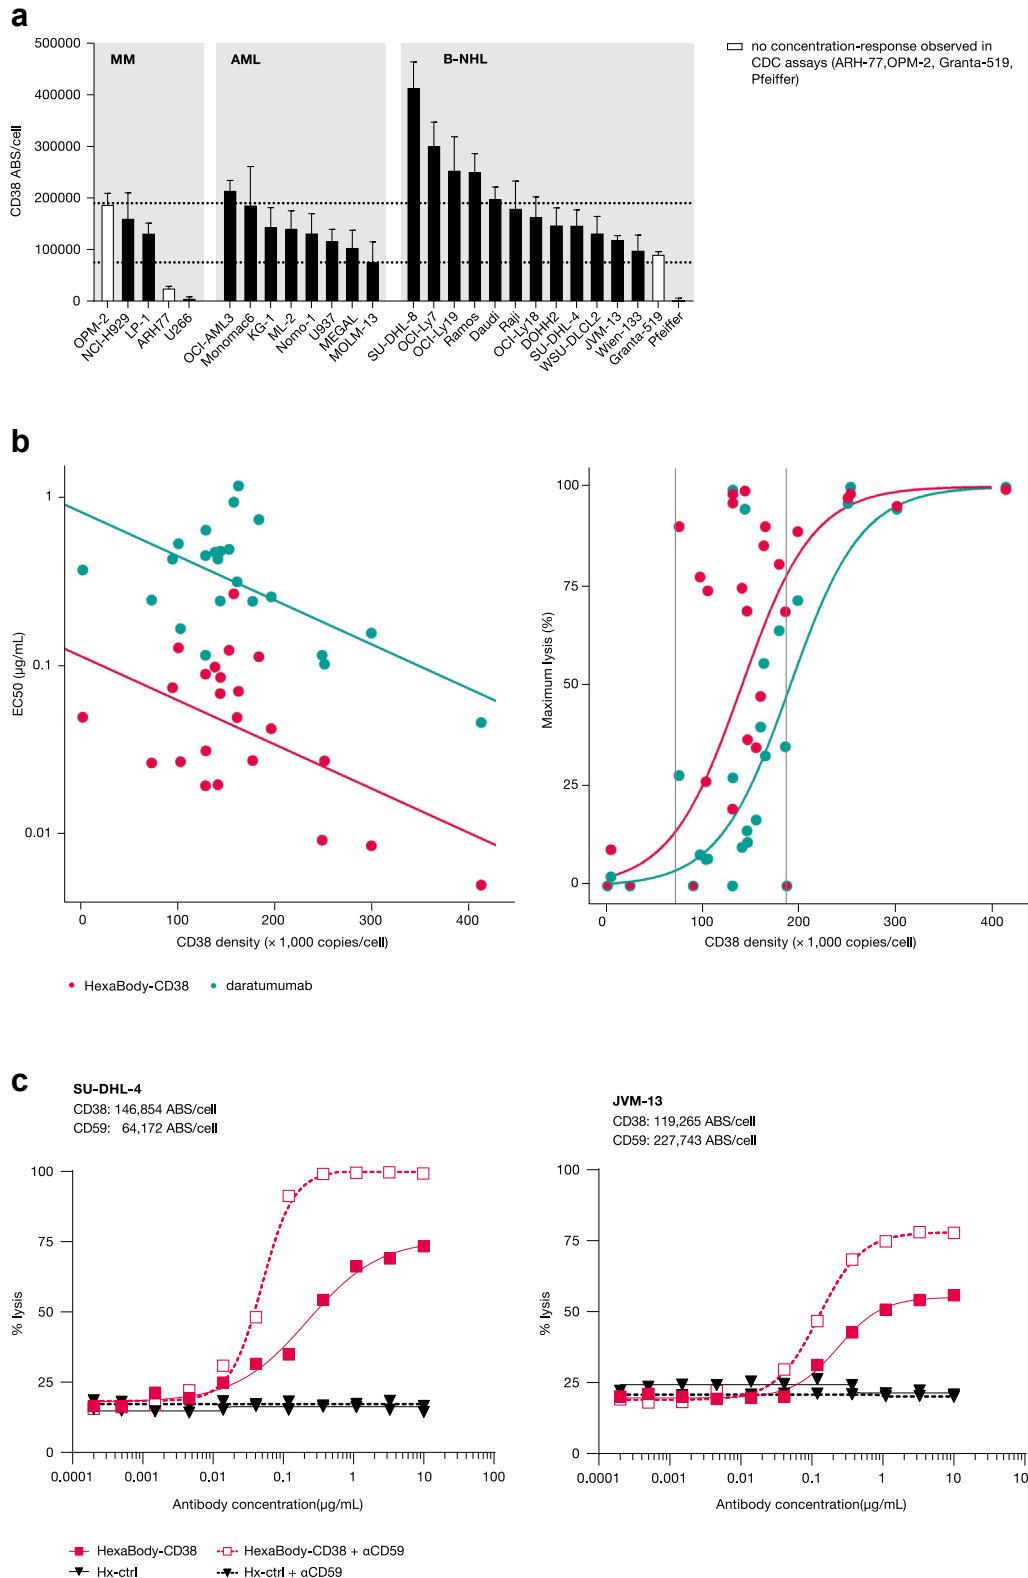 a
500000
400000
300000
200000
100000
0
CD38 ABS/cell
MM
AML
B-NHL
OPM-2
NCI-H929
LP-1
ARH77
U266
OCI-AML3
Monomac6
KG-1
ML-2
Nomo-1
U937
MEGAL
MOLM-13
SU-DHL-8
OCI-Ly7
OCI-Ly19
Ramos
Daudi
Raji
OCI-Ly18
DOHH2
SU-DHL-4
WSU-DLCL2
JVM-13
Wien-133
Granta-519
Pfeiffer
no concentration-response observed in
CDC assays (ARH-77,OPM-2, Granta-519,
Pfeiffer)
b
1
0.1
0.01
EC50 (µg/mL)
0
100
200
300
400
CD38 density (× 1,000 copies/cell)
100
75
50
25
0
Maximum lysis (%)
0
100
200
300
400
CD38 density (× 1,000 copies/cell)
HexaBody-CD38
daratumumab
c
SU-DHL-4
CD38: 146,854 ABS/cell
CD59: 64,172 ABS/cell
100
75
50
25
0
% lysis
0.0001
0.001
0.01
0.1
1
10
100
Antibody concentration(µg/mL)
JVM-13
CD38: 119,265 ABS/cell
CD59: 227,743 ABS/cell
100
75
50
25
0
% lysis
0.0001
0.001
0.01
0.1
1
10
10
Antibody concentration(µg/mL)
HexaBody-CD38
HexaBody-CD38 + αCD59
Hx-ctrl
Hx-ctrl + αCD59